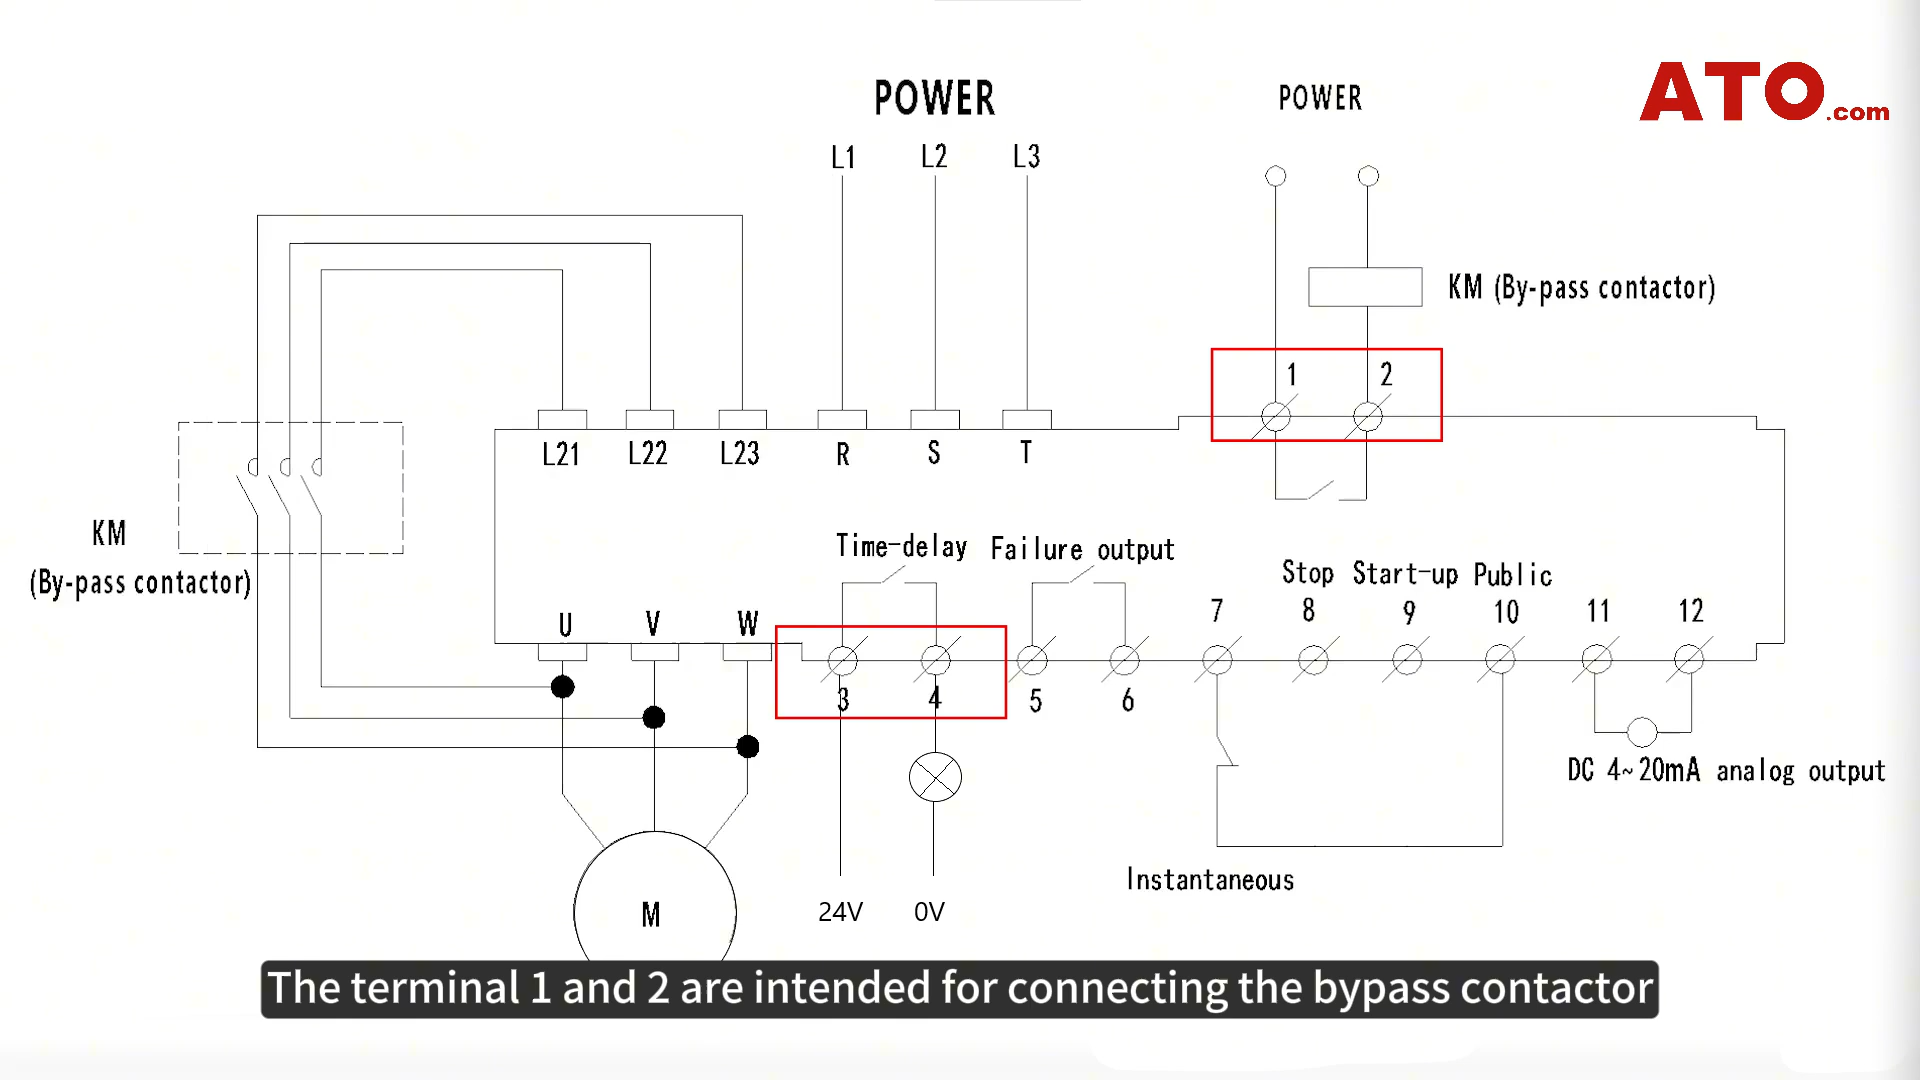 ATO.com
POWER
POWER
L1 L2 L3
KM (By-pass contactor)
1 2
L21 L22 L23 R S T
KM
(By-pass contactor)
Time-delay Failure output
Stop Start-up Public
7 8 9 10 11 12
U V W
3 4 5 6
DC 4~20mA analog output
Instantaneous
24V 0V
M
The terminal 1 and 2 are intended for connecting the bypass contactor